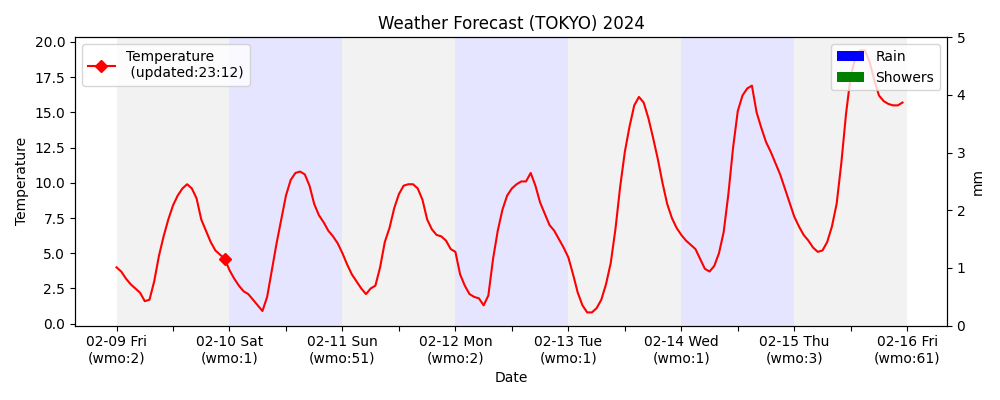 Weather Forecast (TOKYO) 2024
Temperature
(updated:23:12)
Rain
Showers
Temperature
20.0
17.5
15.0
12.5
10.0
7.5
5.0
2.5
0.0
5
4
3
2
1
0
mm
02-09 Fri
(wmo:2)
02-10 Sat
(wmo:1)
02-11 Sun
(wmo:51)
02-12 Mon
(wmo:2)
02-13 Tue
(wmo:1)
02-14 Wed
(wmo:1)
02-15 Thu
(wmo:3)
02-16 Fri
(wmo:61)
Date